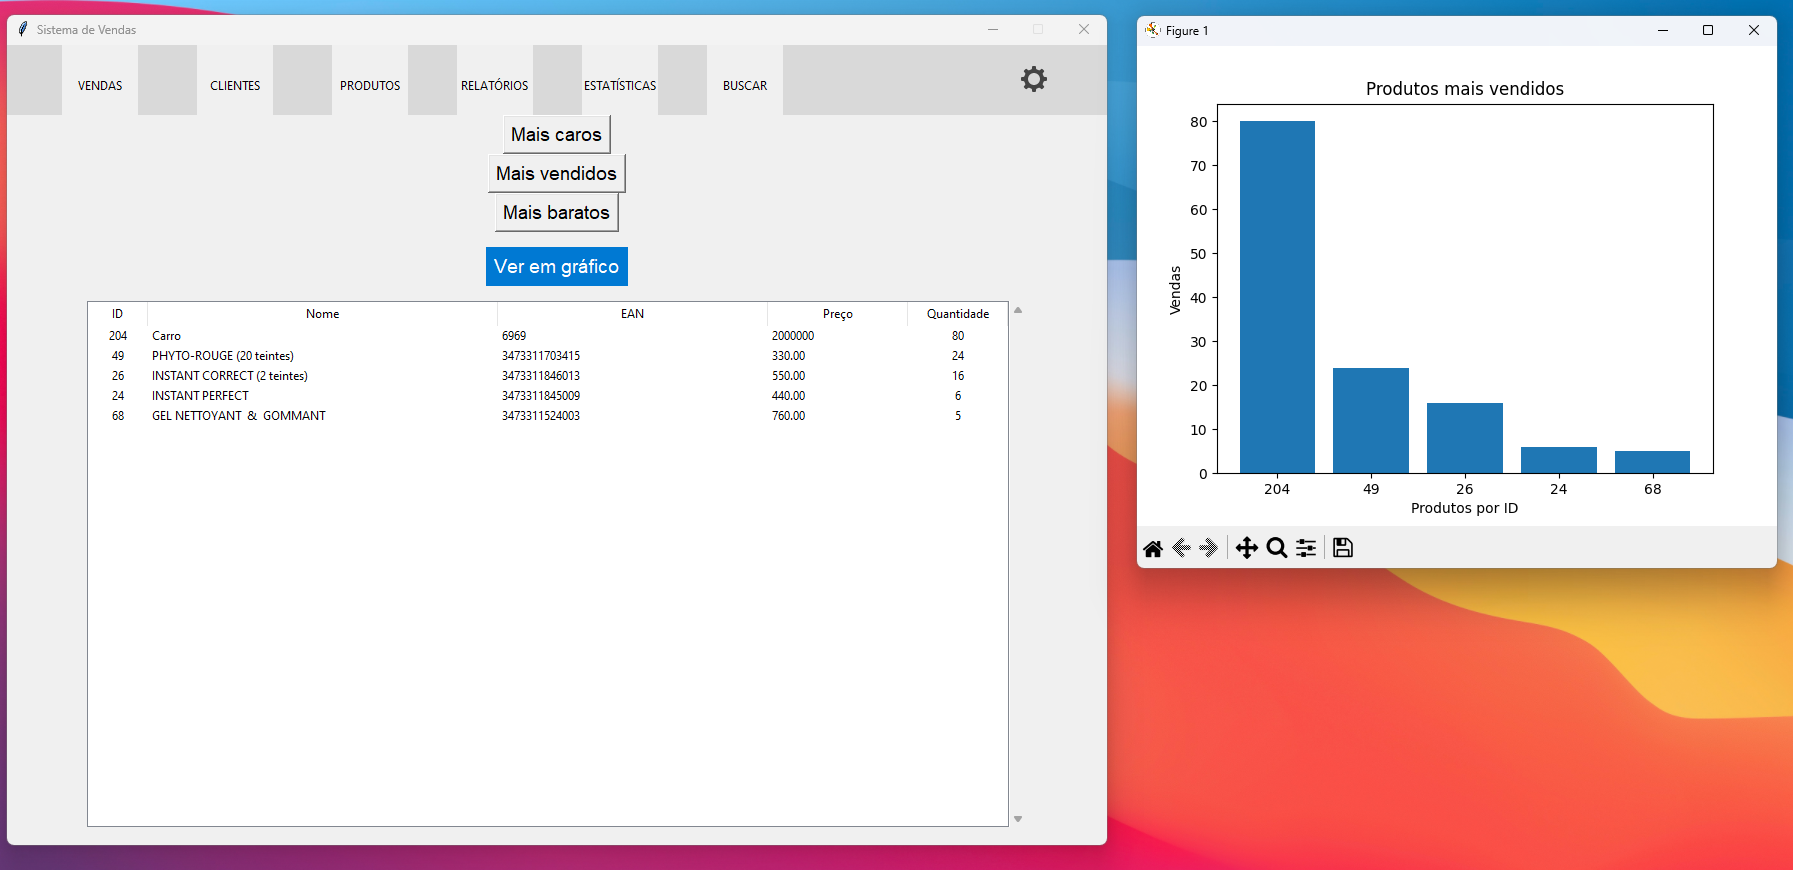 Sistema de Vendas
VENDAS CLIENTES PRODUTOS RELATÓRIOS ESTATÍSTICAS BUSCAR
Mais caros
Mais vendidos
Mais baratos
Ver em gráfico
ID Nome EAN Preço Quantidade
204 Carro 6969 2000000 80
49 PHYTO-ROUGE (20 teintes) 3473311703415 330.00 24
26 INSTANT CORRECT (2 teintes) 3473311846013 550.00 16
24 INSTANT PERFECT 3473311845009 440.00 6
68 GEL NETTOYANT & GOMMANT 3473311524003 760.00 5
Figure 1
Produtos mais vendidos
Vendas
80
70
60
50
40
30
20
10
0
204 49 26 24 68
Produtos por ID